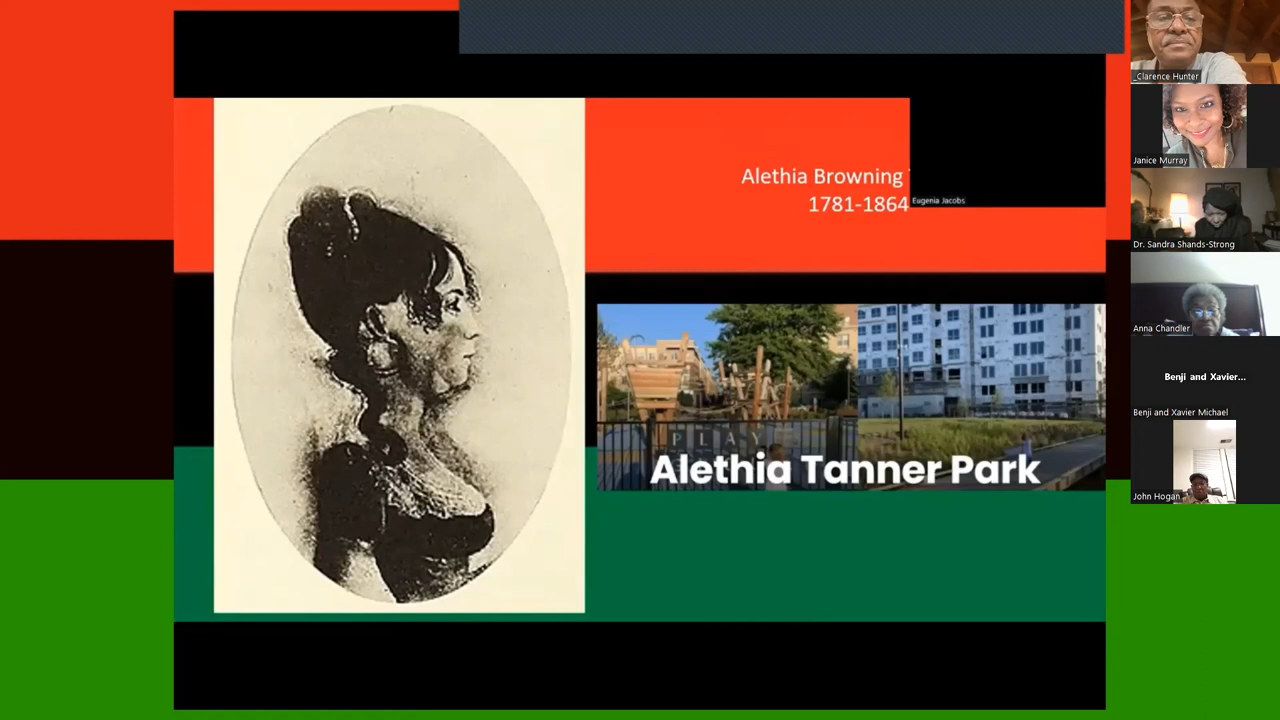 Alethia Browning
1781-1864
Eugenia Jacobs
PLAY
Alethia Tanner Park
_Clarence Hunter
Janice Murray
Dr. Sandra Shands-Strong
Anna Chandler
Benji and Xavier...
Benji and Xavier Michael
John Hogan